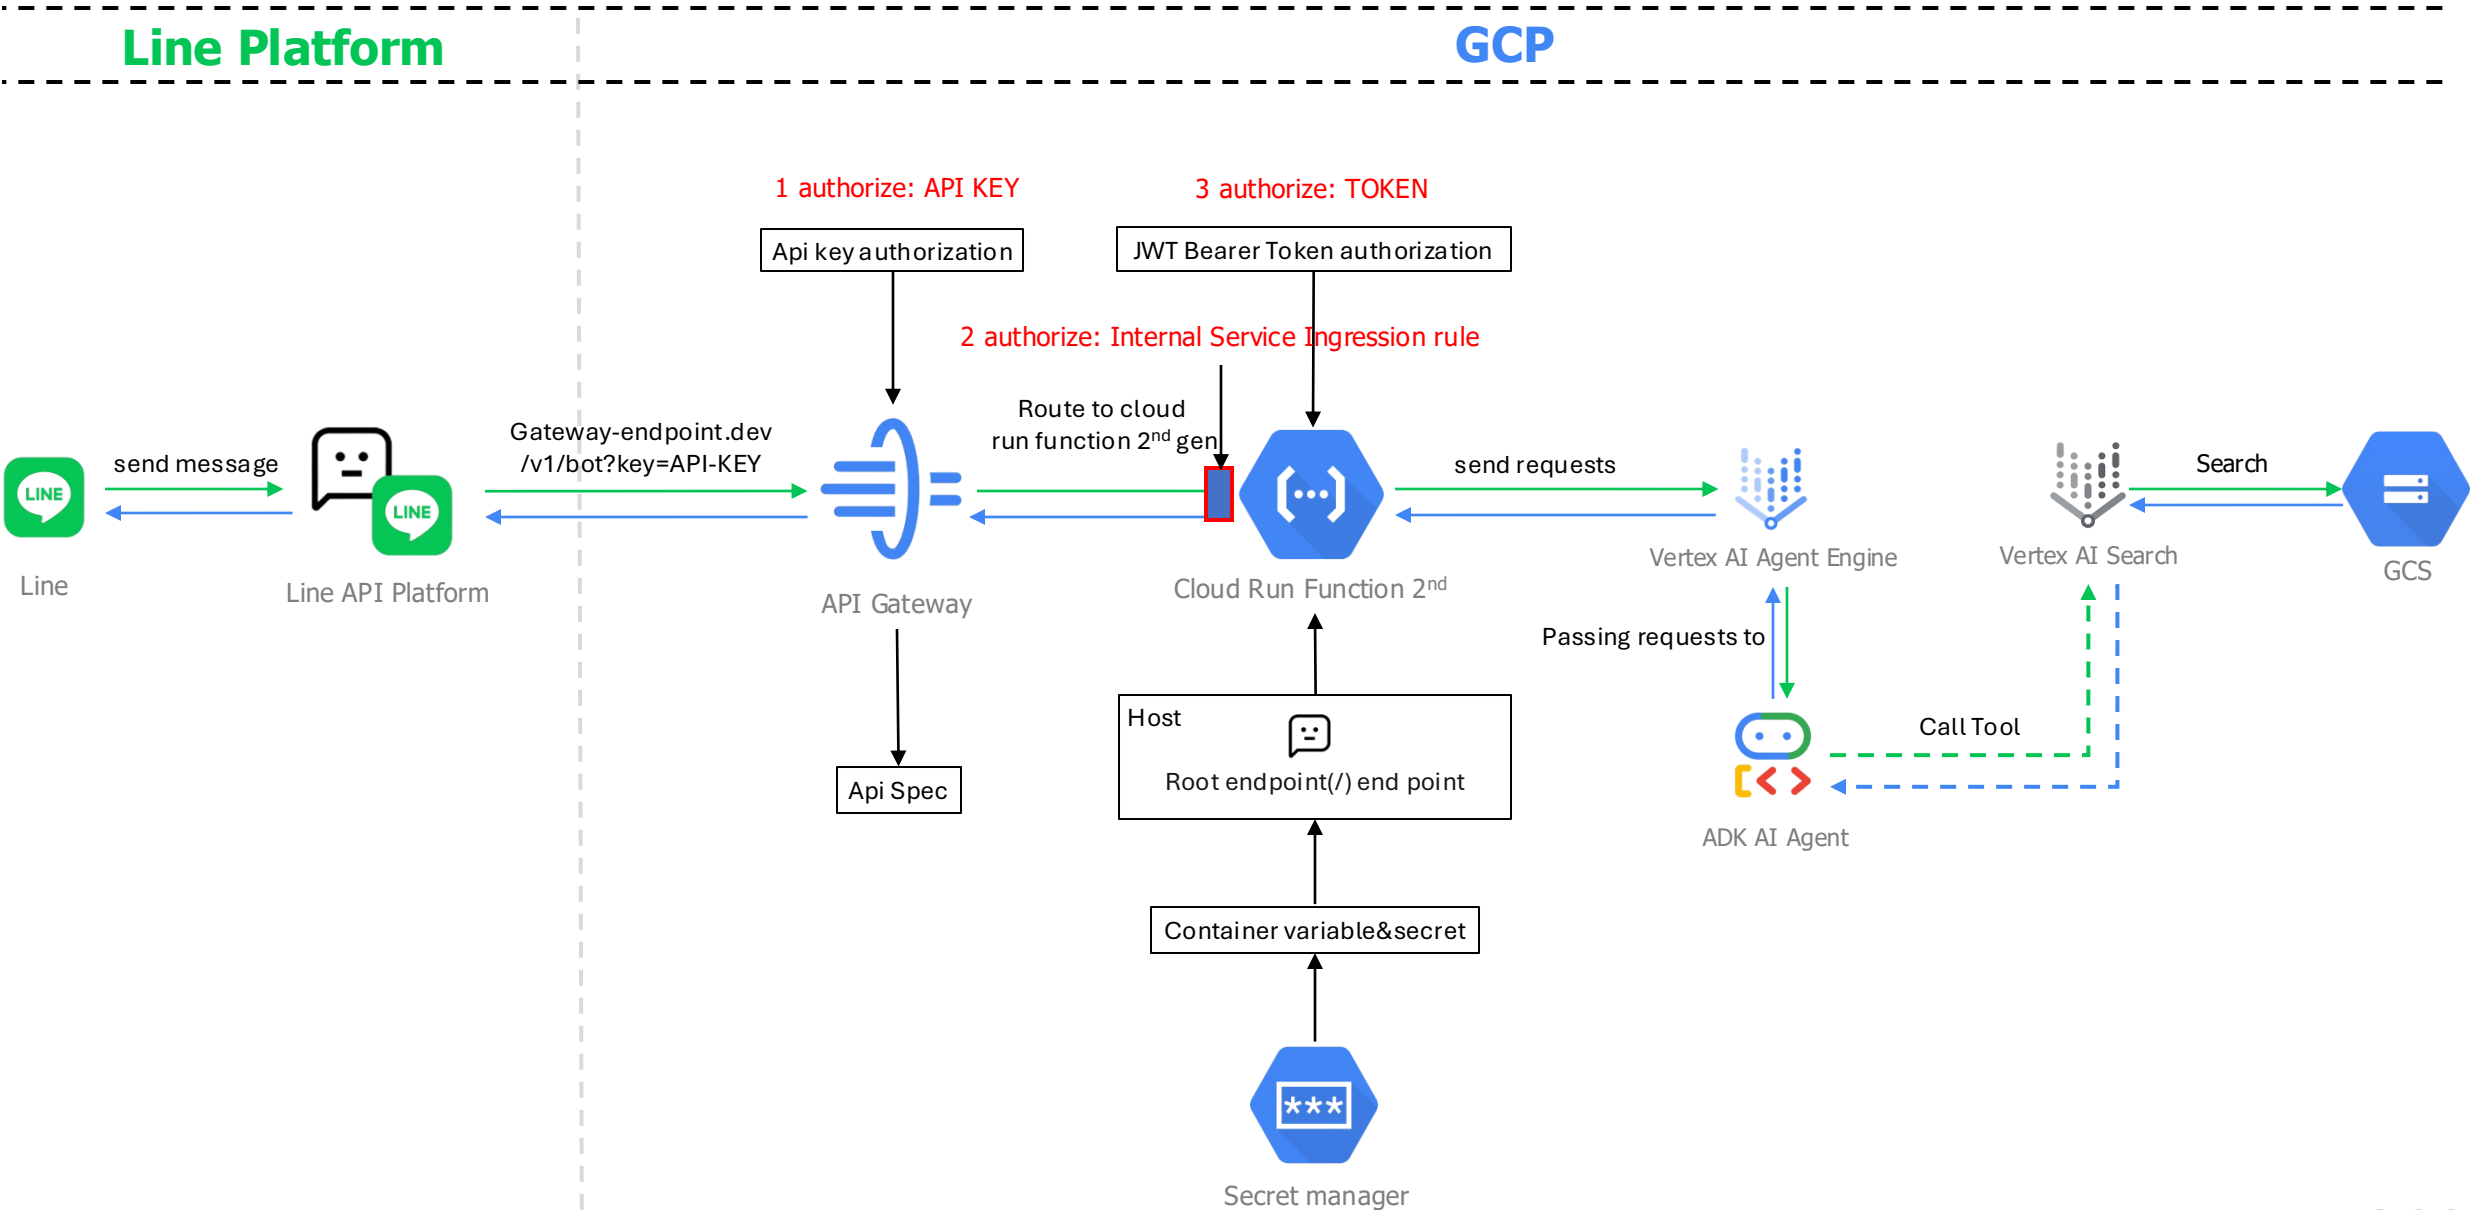 Line Platform
GCP
1 authorize: API KEY
3 authorize: TOKEN
Api key authorization
JWT Bearer Token authorization
2 authorize: Internal Service Ingression rule
Route to cloud
run function 2nd gen
Gateway-endpoint.dev
/v1/bot?key=API-KEY
send message
send requests
Search
LINE
LINE
Line
Line API Platform
API Gateway
Cloud Run Function 2nd
Vertex AI Agent Engine
Vertex AI Search
GCS
Passing requests to
Host
Root endpoint(/) end point
Call Tool
Api Spec
ADK AI Agent
Container variable&secret
***
Secret manager